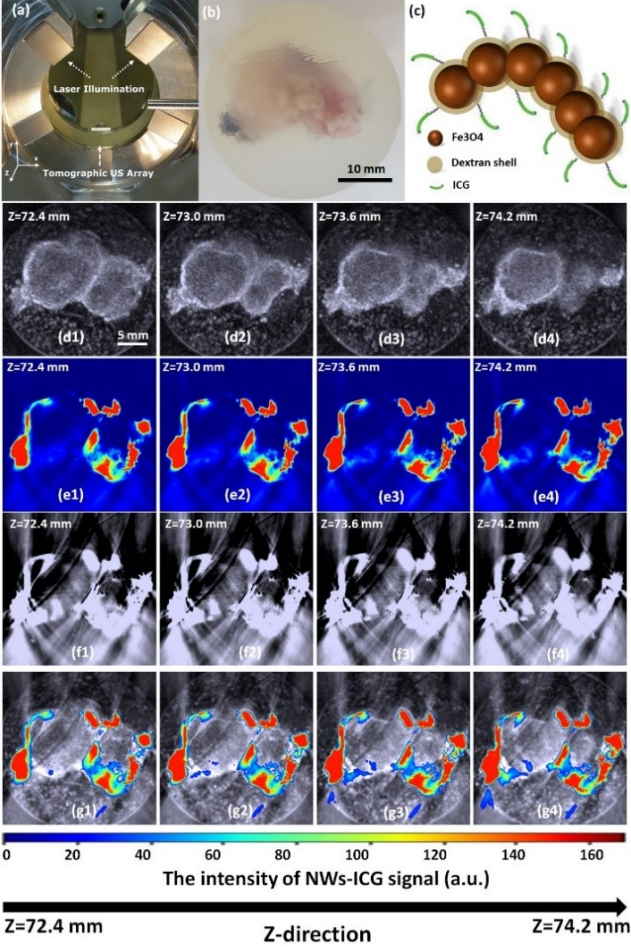 (a)
Laser Illumination
Tomographic US Array
x
z
(b)
10 mm
(c)
Fe3O4
Dextran shell
ICG
Z=72.4 mm
Z=73.0 mm
Z=73.6 mm
Z=74.2 mm
(d1)
5 mm
(d2)
(d3)
(d4)
Z=72.4 mm
Z=73.0 mm
Z=73.6 mm
Z=74.2 mm
(e1)
(e2)
(e3)
(e4)
Z=72.4 mm
Z=73.0 mm
Z=73.6 mm
Z=74.2 mm
(f1)
(f2)
(f3)
(f4)
(g1)
(g2)
(g3)
(g4)
0 20 40 60 80 100 120 140 160
The intensity of NWs-ICG signal (a.u.)
Z=72.4 mm
Z-direction
Z=74.2 mm